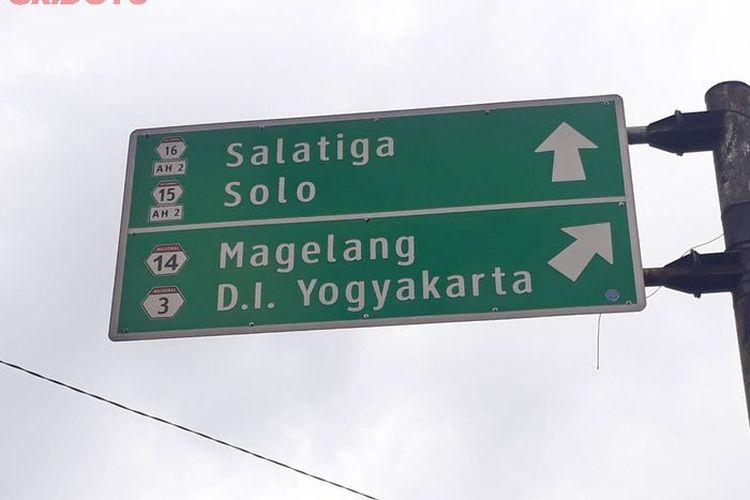 16
AH 2
Salatiga
15
AH 2
Solo
NASIONAL
14
Magelang
NASIONAL
3
D.I. Yogyakarta